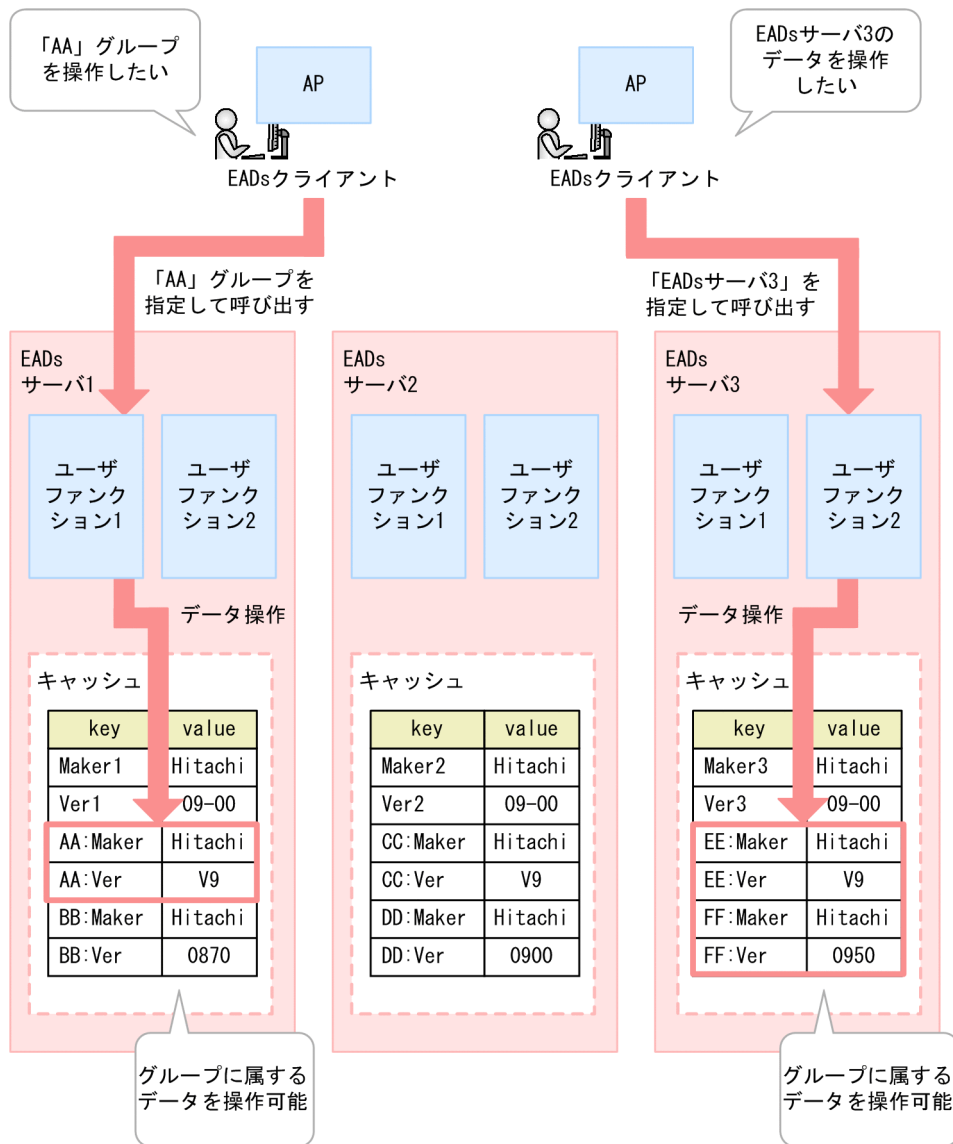 「AA」グループ
を操作したい
AP
EADsクライアント
AP
EADsクライアント
EADsサーバ3の
データを操作
したい
「AA」グループを
指定して呼び出す
「EADsサーバ3」を
指定して呼び出す
EADs
サーバ1
ユーザ
ファンク
ション1
ユーザ
ファンク
ション2
データ操作
キャッシュ
key value
Maker1 Hitachi
Ver1 09-00
AA:Maker Hitachi
AA:Ver V9
BB:Maker Hitachi
BB:Ver 0870
グループに属する
データを操作可能
EADs
サーバ2
ユーザ
ファンク
ション1
ユーザ
ファンク
ション2
キャッシュ
key value
Maker2 Hitachi
Ver2 09-00
CC:Maker Hitachi
CC:Ver V9
DD:Maker Hitachi
DD:Ver 0900
EADs
サーバ3
ユーザ
ファンク
ション1
ユーザ
ファンク
ション2
データ操作
キャッシュ
key value
Maker3 Hitachi
Ver3 09-00
EE:Maker Hitachi
EE:Ver V9
FF:Maker Hitachi
FF:Ver 0950
グループに属する
データを操作可能